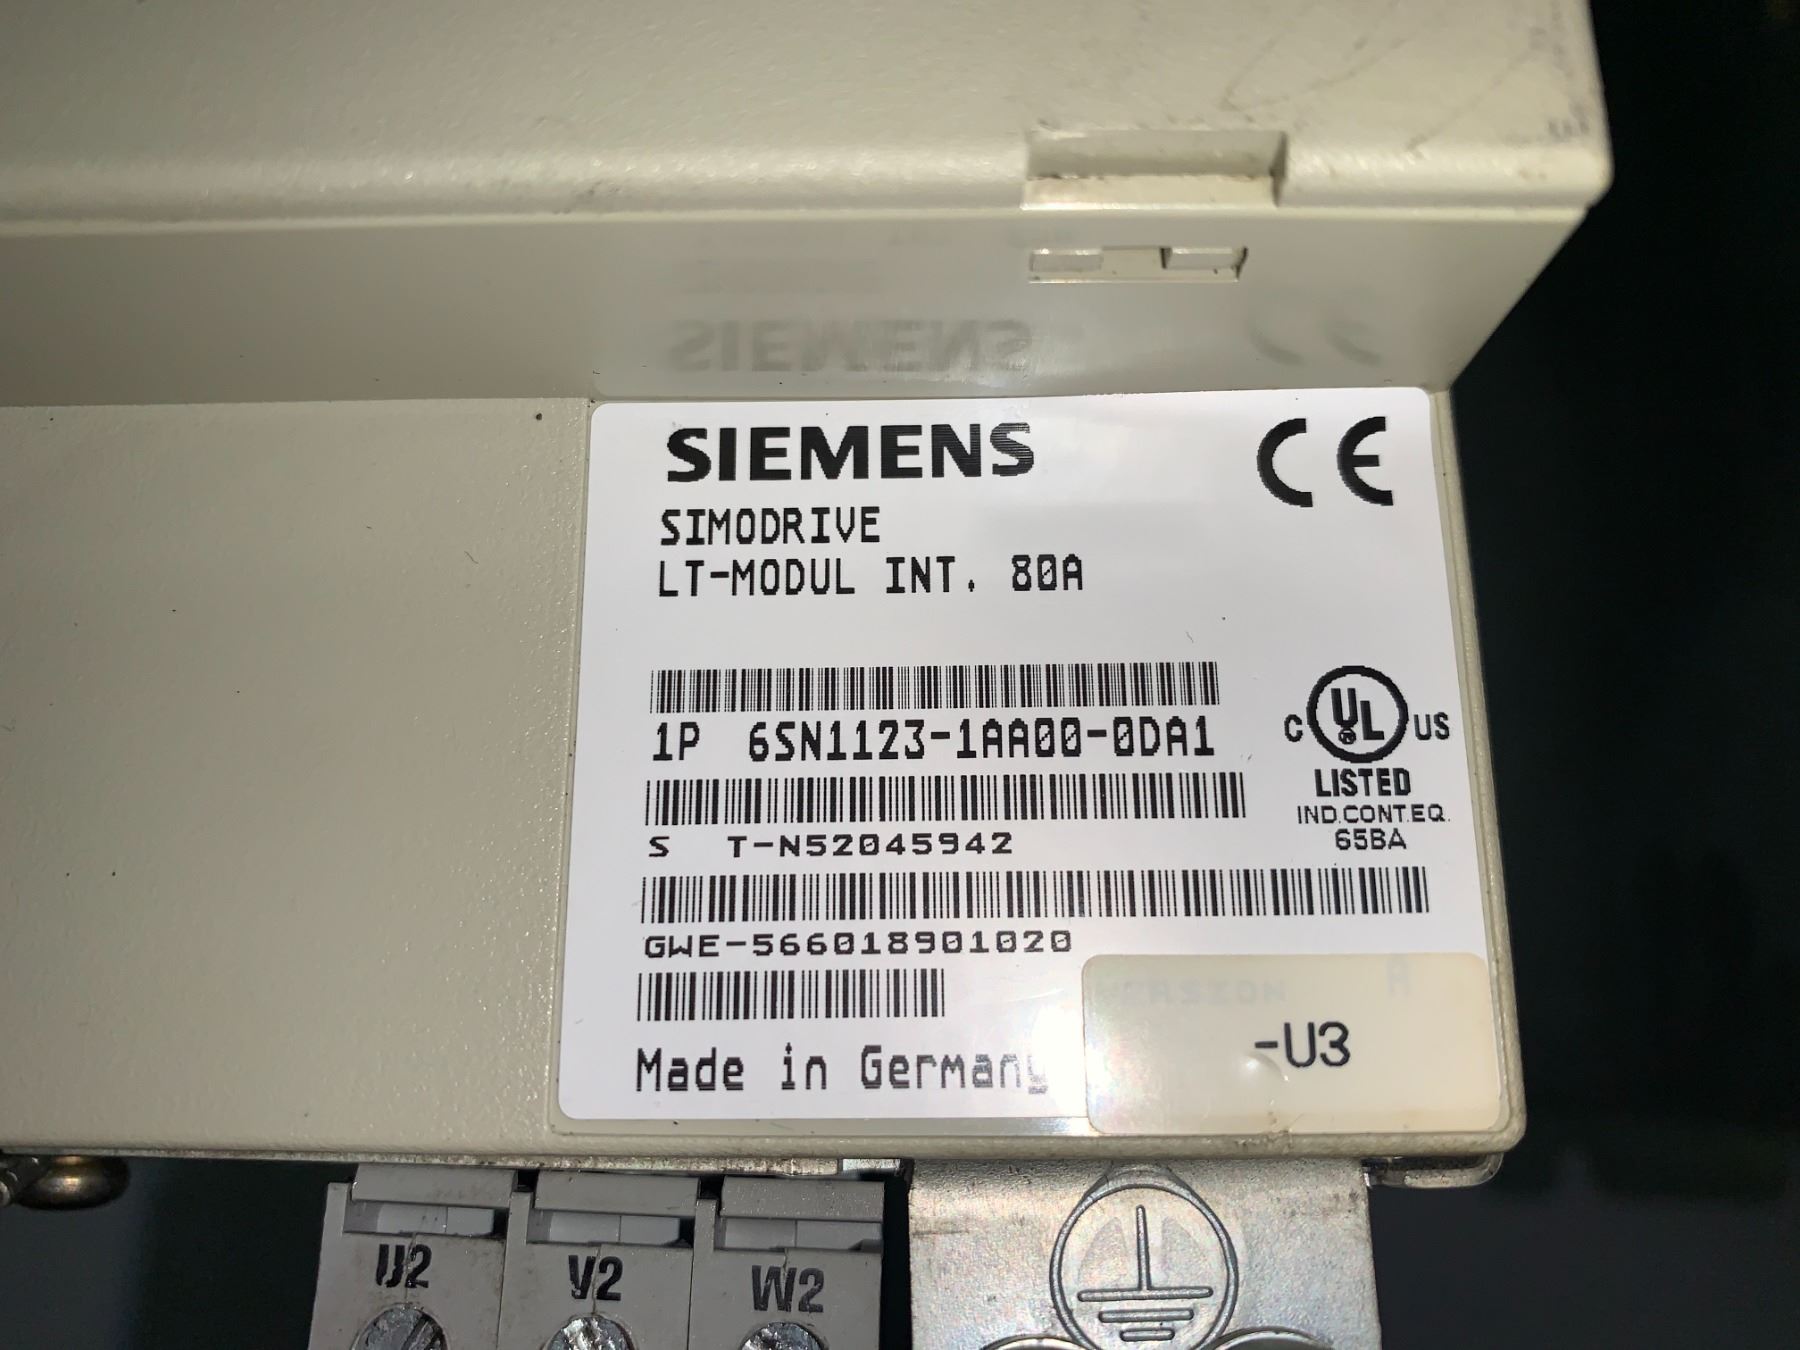 SIEMENS
CE
SIMODRIVE
LT-MODUL INT. 80A
1P 6SN1123-1AA00-0DA1
C UL US
LISTED
IND.CONT.EQ.
65BA
S T-N52045942
GWE-566018901020
VERSION A
-U3
Made in Germany
U2 V2 W2